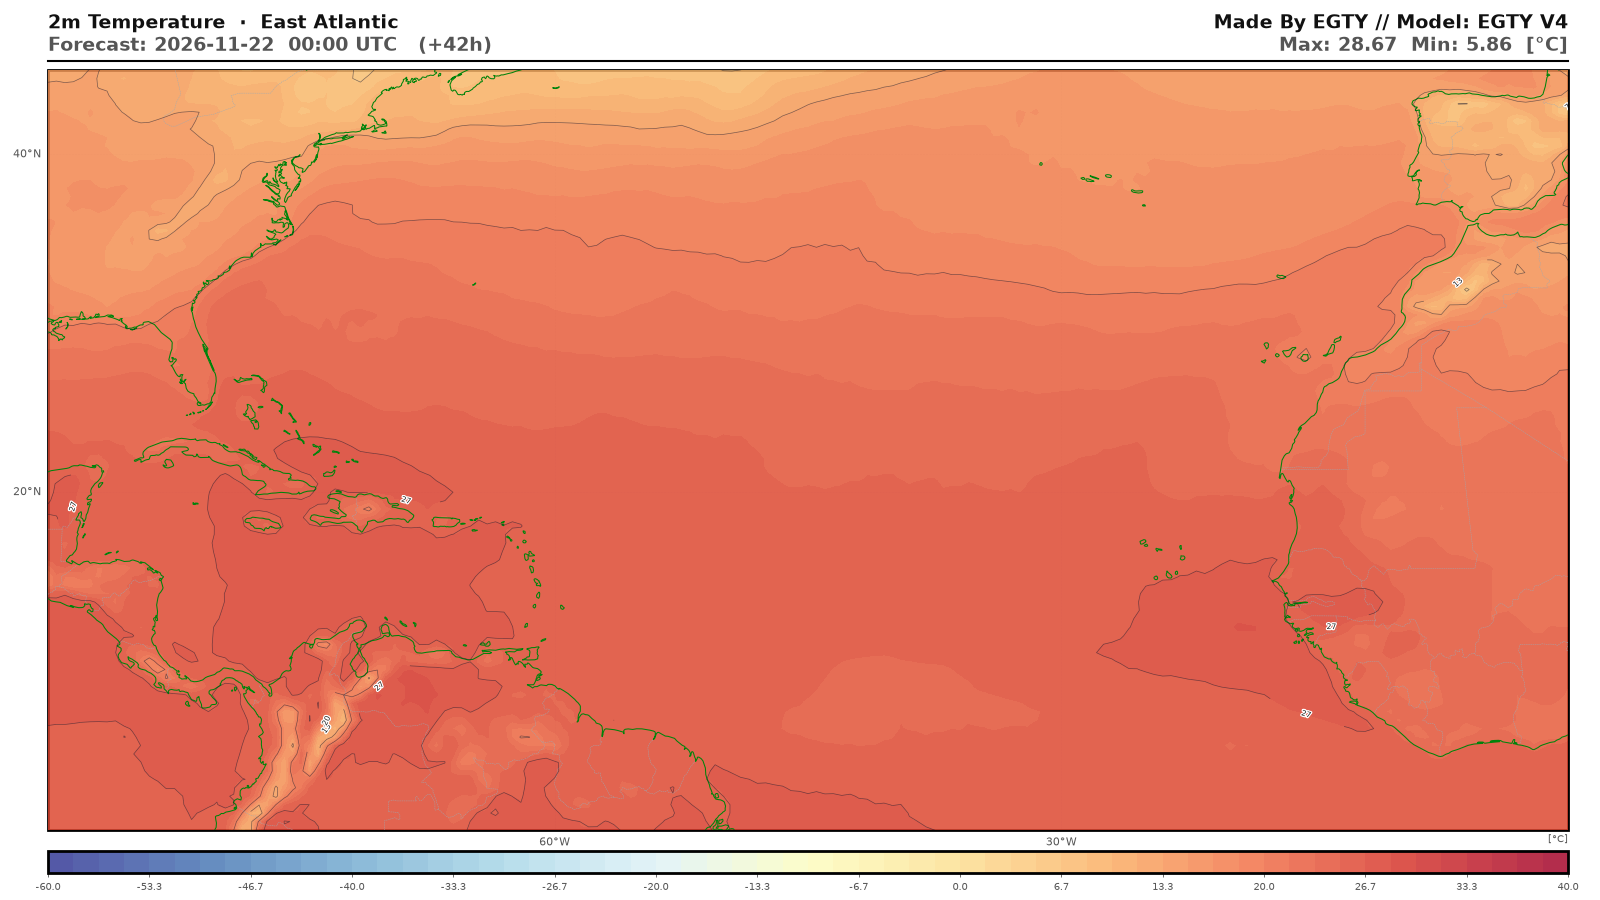 2m Temperature · East Atlantic
Made By EGTY // Model: EGTY V4
Forecast: 2026-11-22 00:00 UTC (+42h)
Max: 28.67 Min: 5.86 [°C]
40°N
13
20°N
27
27
27
27
20
27
60°W
30°W
[°C]
-60.0 -53.3 -46.7 -40.0 -33.3 -26.7 -20.0 -13.3 -6.7 0.0 6.7 13.3 20.0 26.7 33.3 40.0